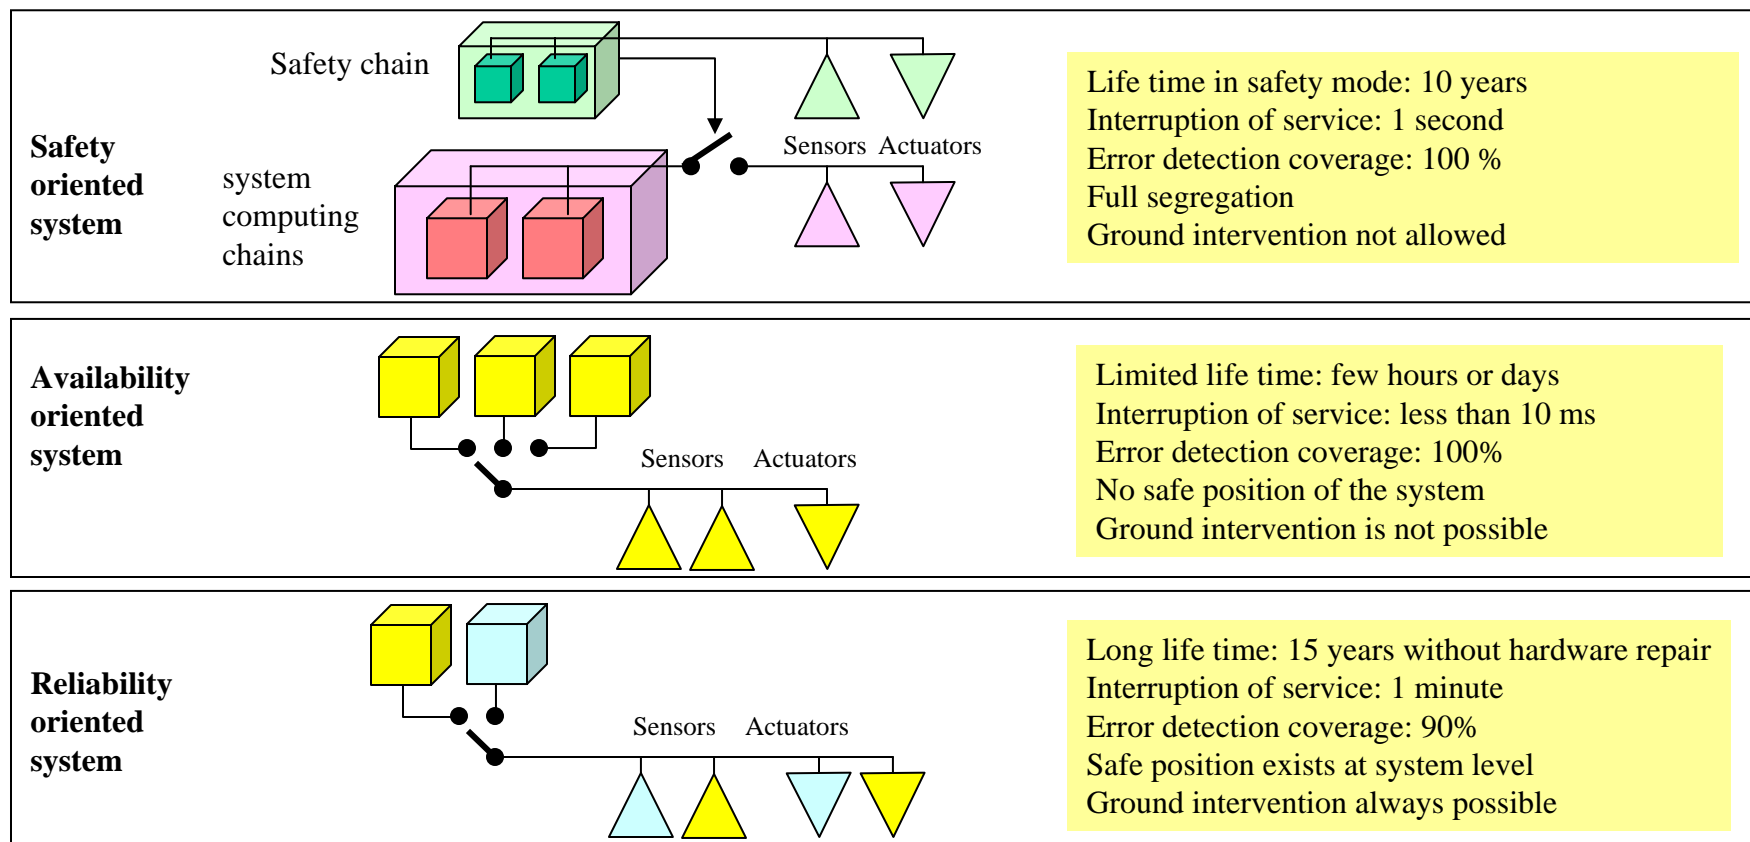 Safety
oriented
system
Safety chain
system
computing
chains
Sensors Actuators
Life time in safety mode: 10 years
Interruption of service: 1 second
Error detection coverage: 100 %
Full segregation
Ground intervention not allowed
Availability
oriented
system
Sensors Actuators
Limited life time: few hours or days
Interruption of service: less than 10 ms
Error detection coverage: 100%
No safe position of the system
Ground intervention is not possible
Reliability
oriented
system
Sensors Actuators
Long life time: 15 years without hardware repair
Interruption of service: 1 minute
Error detection coverage: 90%
Safe position exists at system level
Ground intervention always possible